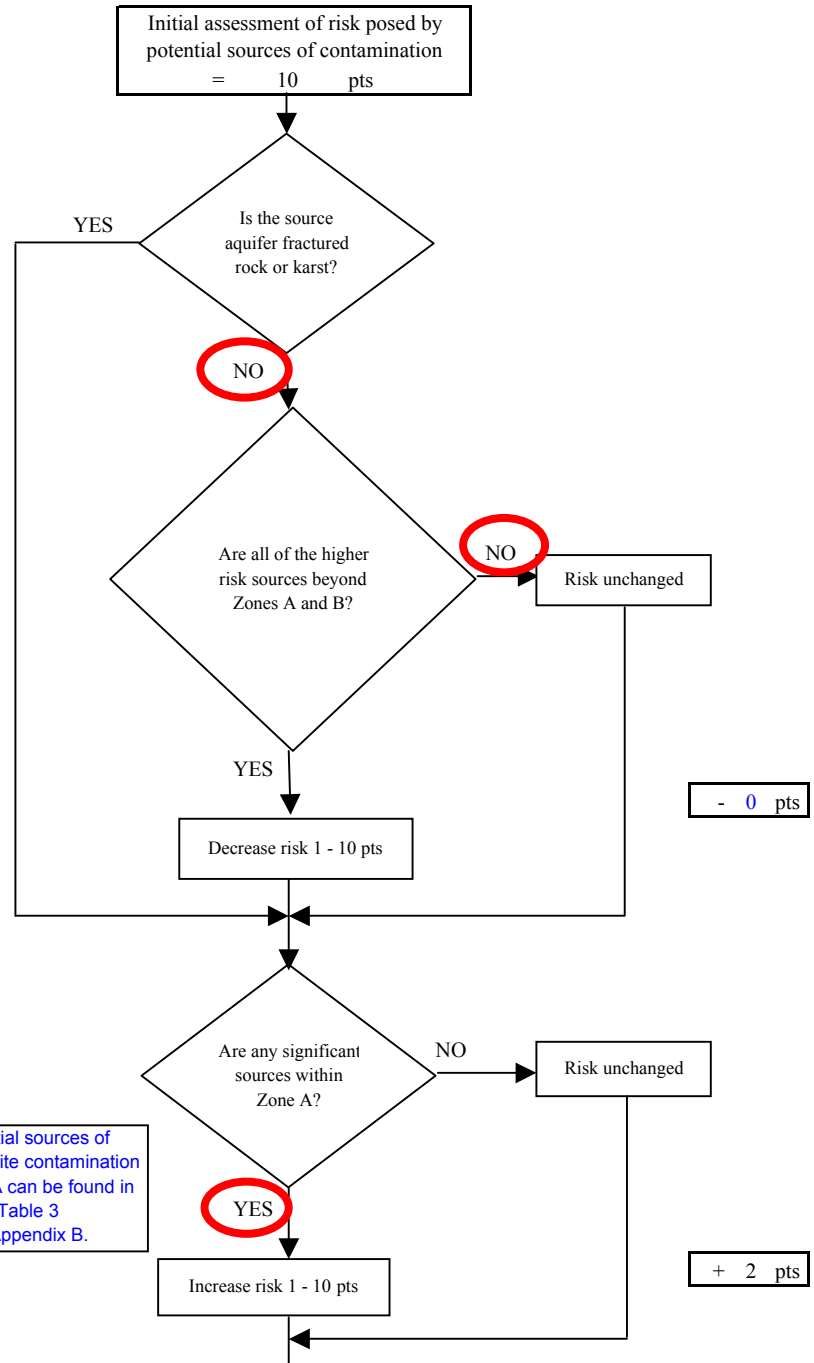 Initial assessment of risk posed by
potential sources of contamination
= 10 pts
Is the source
aquifer fractured
rock or karst?
YES
NO
Are all of the higher
risk sources beyond
Zones A and B?
NO
Risk unchanged
YES
- 0 pts
Decrease risk 1 - 10 pts
Are any significant
sources within
Zone A?
NO
Risk unchanged
tial sources of
ite contamination
can be found in
Table 3
ppendix B.
YES
Increase risk 1 - 10 pts
+ 2 pts